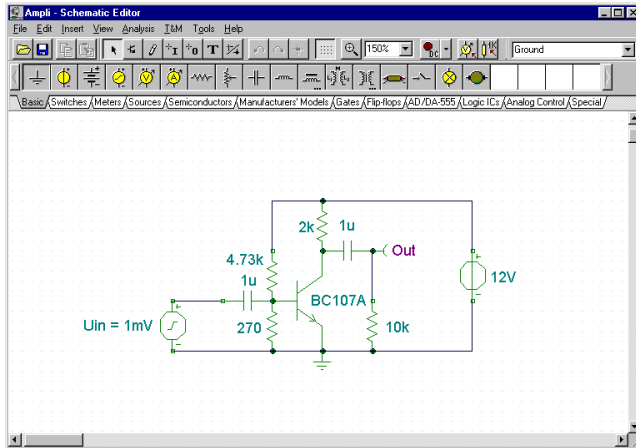 Ampli - Schematic Editor
File Edit Insert View Analysis T&M Tools Help
T 150% DC Ground
Basic Switches Meters Sources Semiconductors Manufacturers' Models Gates Flip-flops AD/DA-555 Logic ICs Analog Control Special
2k 1u
Out
4.73k
1u
12V
BC107A
Uin = 1mV 270 10k